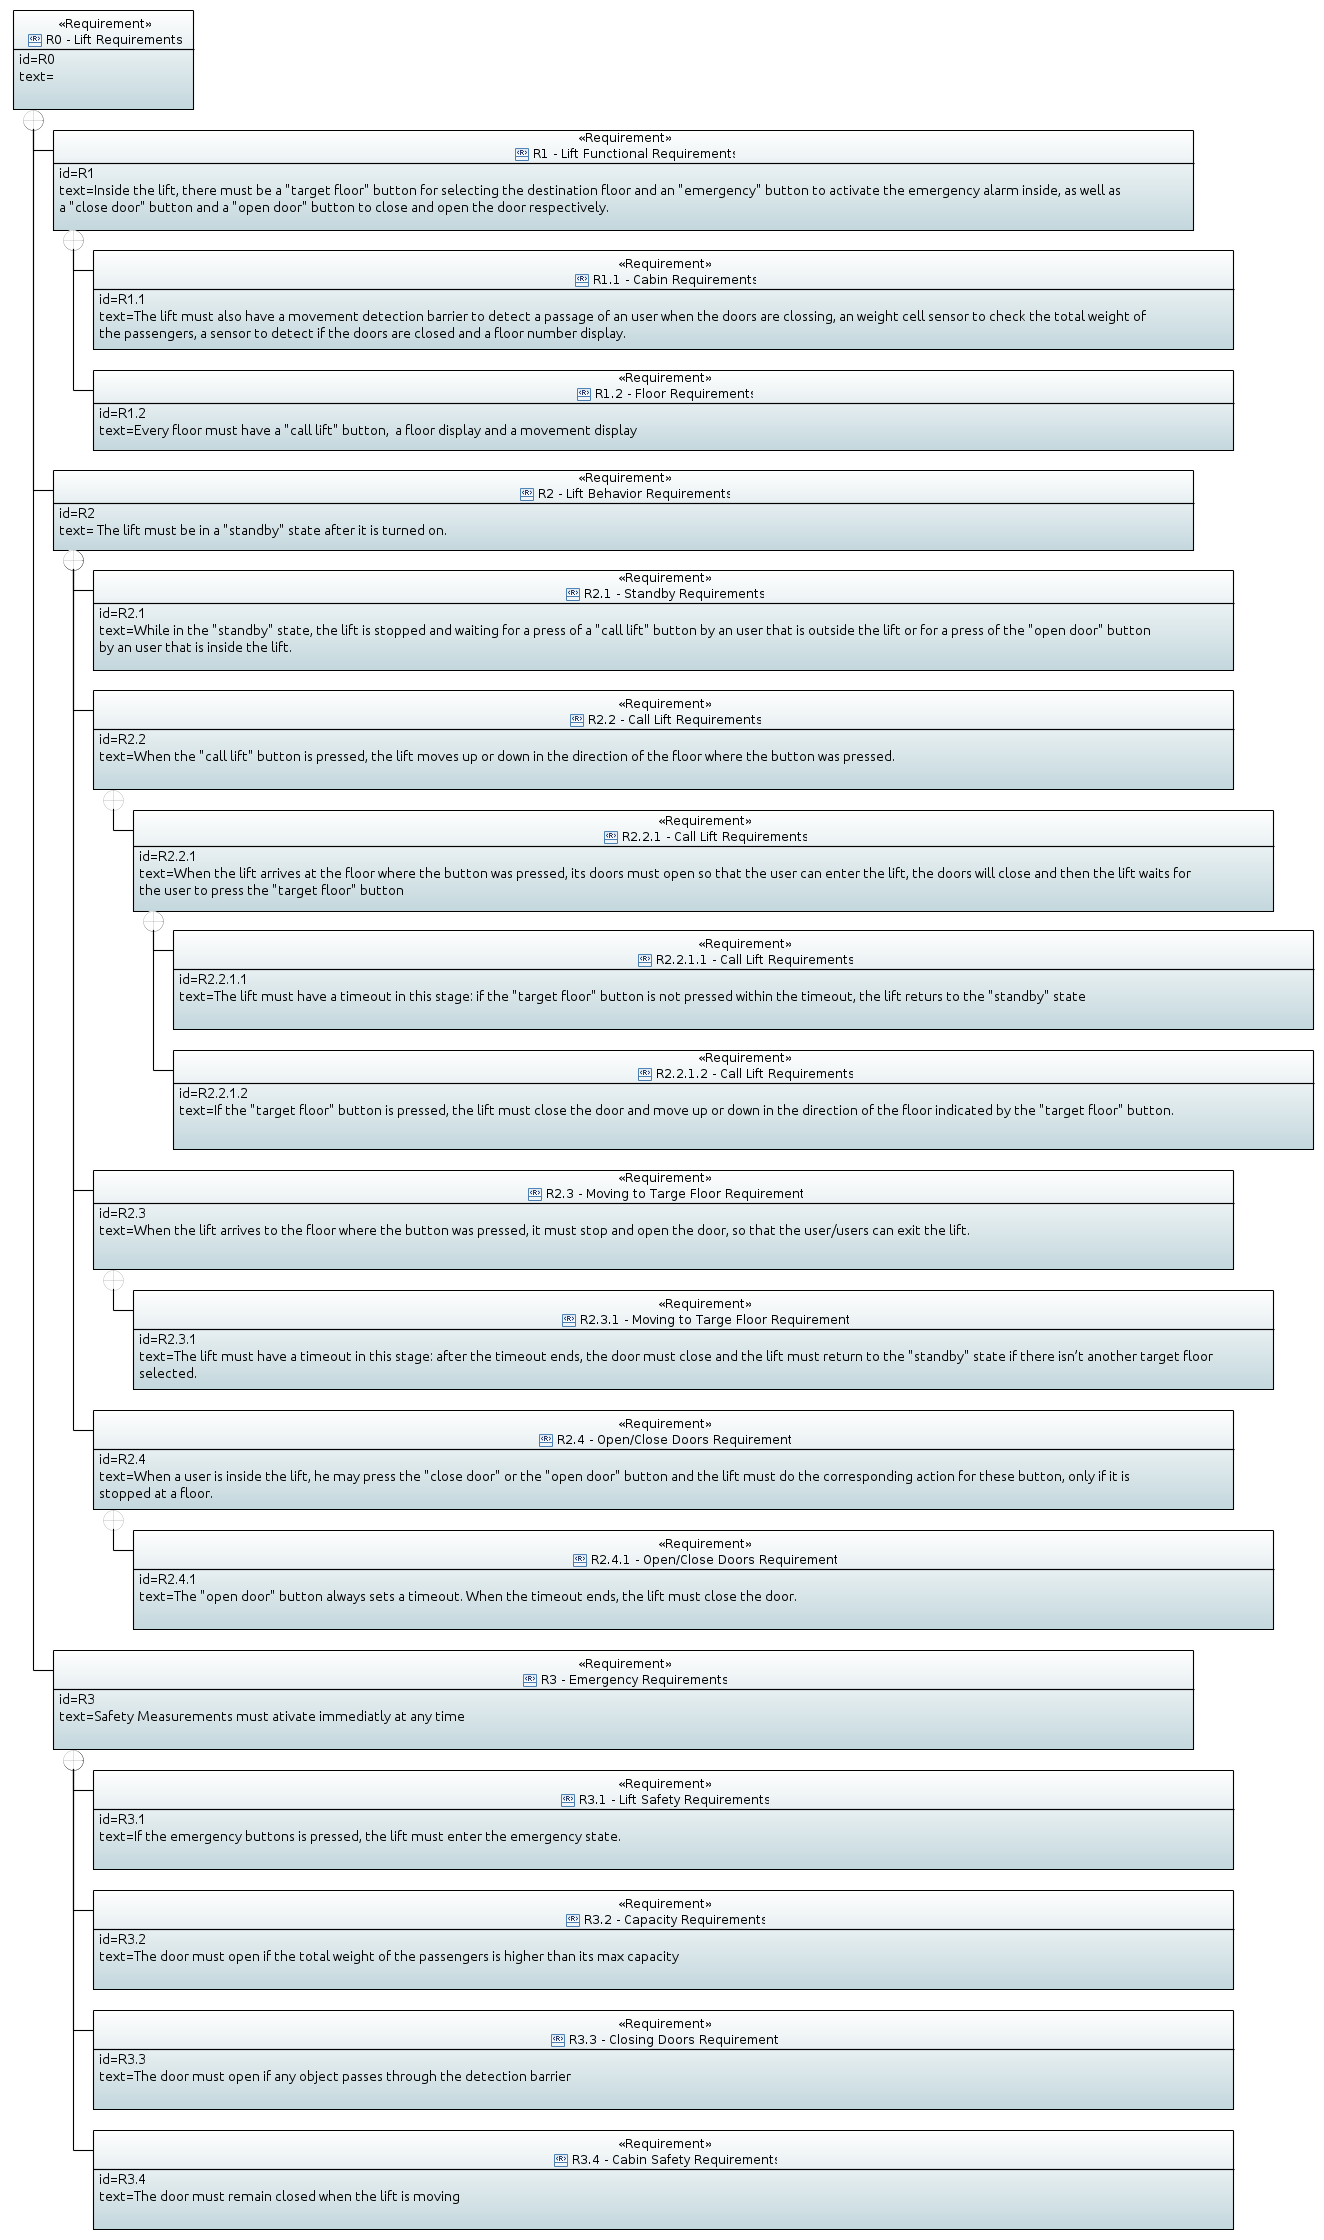 «Requirement»
R0 - Lift Requirements
id=R0
text=
«Requirement»
R1 - Lift Functional Requirements
id=R1
text=Inside the lift, there must be a "target floor" button for selecting the destination floor and an "emergency" button to activate the emergency alarm inside, as well as
a "close door" button and a "open door" button to close and open the door respectively.
«Requirement»
R1.1 - Cabin Requirements
id=R1.1
text=The lift must also have a movement detection barrier to detect a passage of an user when the doors are clossing, an weight cell sensor to check the total weight of
the passengers, a sensor to detect if the doors are closed and a floor number display.
«Requirement»
R1.2 - Floor Requirements
id=R1.2
text=Every floor must have a "call lift" button,  a floor display and a movement display
«Requirement»
R2 - Lift Behavior Requirements
id=R2
text= The lift must be in a "standby" state after it is turned on.
«Requirement»
R2.1 - Standby Requirements
id=R2.1
text=While in the "standby" state, the lift is stopped and waiting for a press of a "call lift" button by an user that is outside the lift or for a press of the "open door" button
by an user that is inside the lift.
«Requirement»
R2.2 - Call Lift Requirements
id=R2.2
text=When the "call lift" button is pressed, the lift moves up or down in the direction of the floor where the button was pressed.
«Requirement»
R2.2.1 - Call Lift Requirements
id=R2.2.1
text=When the lift arrives at the floor where the button was pressed, its doors must open so that the user can enter the lift, the doors will close and then the lift waits for
the user to press the "target floor" button
«Requirement»
R2.2.1.1 - Call Lift Requirements
id=R2.2.1.1
text=The lift must have a timeout in this stage: if the "target floor" button is not pressed within the timeout, the lift returs to the "standby" state
«Requirement»
R2.2.1.2 - Call Lift Requirements
id=R2.2.1.2
text=If the "target floor" button is pressed, the lift must close the door and move up or down in the direction of the floor indicated by the "target floor" button.
«Requirement»
R2.3 - Moving to Targe Floor Requirement
id=R2.3
text=When the lift arrives to the floor where the button was pressed, it must stop and open the door, so that the user/users can exit the lift.
«Requirement»
R2.3.1 - Moving to Targe Floor Requirement
id=R2.3.1
text=The lift must have a timeout in this stage: after the timeout ends, the door must close and the lift must return to the "standby" state if there isn't another target floor
selected.
«Requirement»
R2.4 - Open/Close Doors Requirement
id=R2.4
text=When a user is inside the lift, he may press the "close door" or the "open door" button and the lift must do the corresponding action for these button, only if it is
stopped at a floor.
«Requirement»
R2.4.1 - Open/Close Doors Requirement
id=R2.4.1
text=The "open door" button always sets a timeout. When the timeout ends, the lift must close the door.
«Requirement»
R3 - Emergency Requirements
id=R3
text=Safety Measurements must ativate immediatly at any time
«Requirement»
R3.1 - Lift Safety Requirements
id=R3.1
text=If the emergency buttons is pressed, the lift must enter the emergency state.
«Requirement»
R3.2 - Capacity Requirements
id=R3.2
text=The door must open if the total weight of the passengers is higher than its max capacity
«Requirement»
R3.3 - Closing Doors Requirement
id=R3.3
text=The door must open if any object passes through the detection barrier
«Requirement»
R3.4 - Cabin Safety Requirements
id=R3.4
text=The door must remain closed when the lift is moving